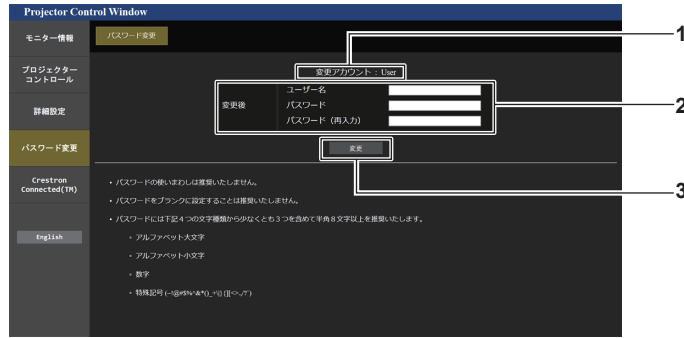 Projector Control Window
モニター情報
パスワード変更
1
プロジェクター
コントロール
変更アカウント : User
ユーザー名
詳細設定
変更後
パスワード
2
パスワード (再入力)
パスワード変更
変更
Crestron
Connected(TM)
・パスワードの使いまわしは推奨いたしません。
3
・パスワードをブランクに設定することは推奨いたしません。
・パスワードには下記4つの文字種類から少なくとも3つを含めて半角8文字以上を推奨いたします。
English
・アルファベット大文字
・アルファベット小文字
・数字
・特殊記号